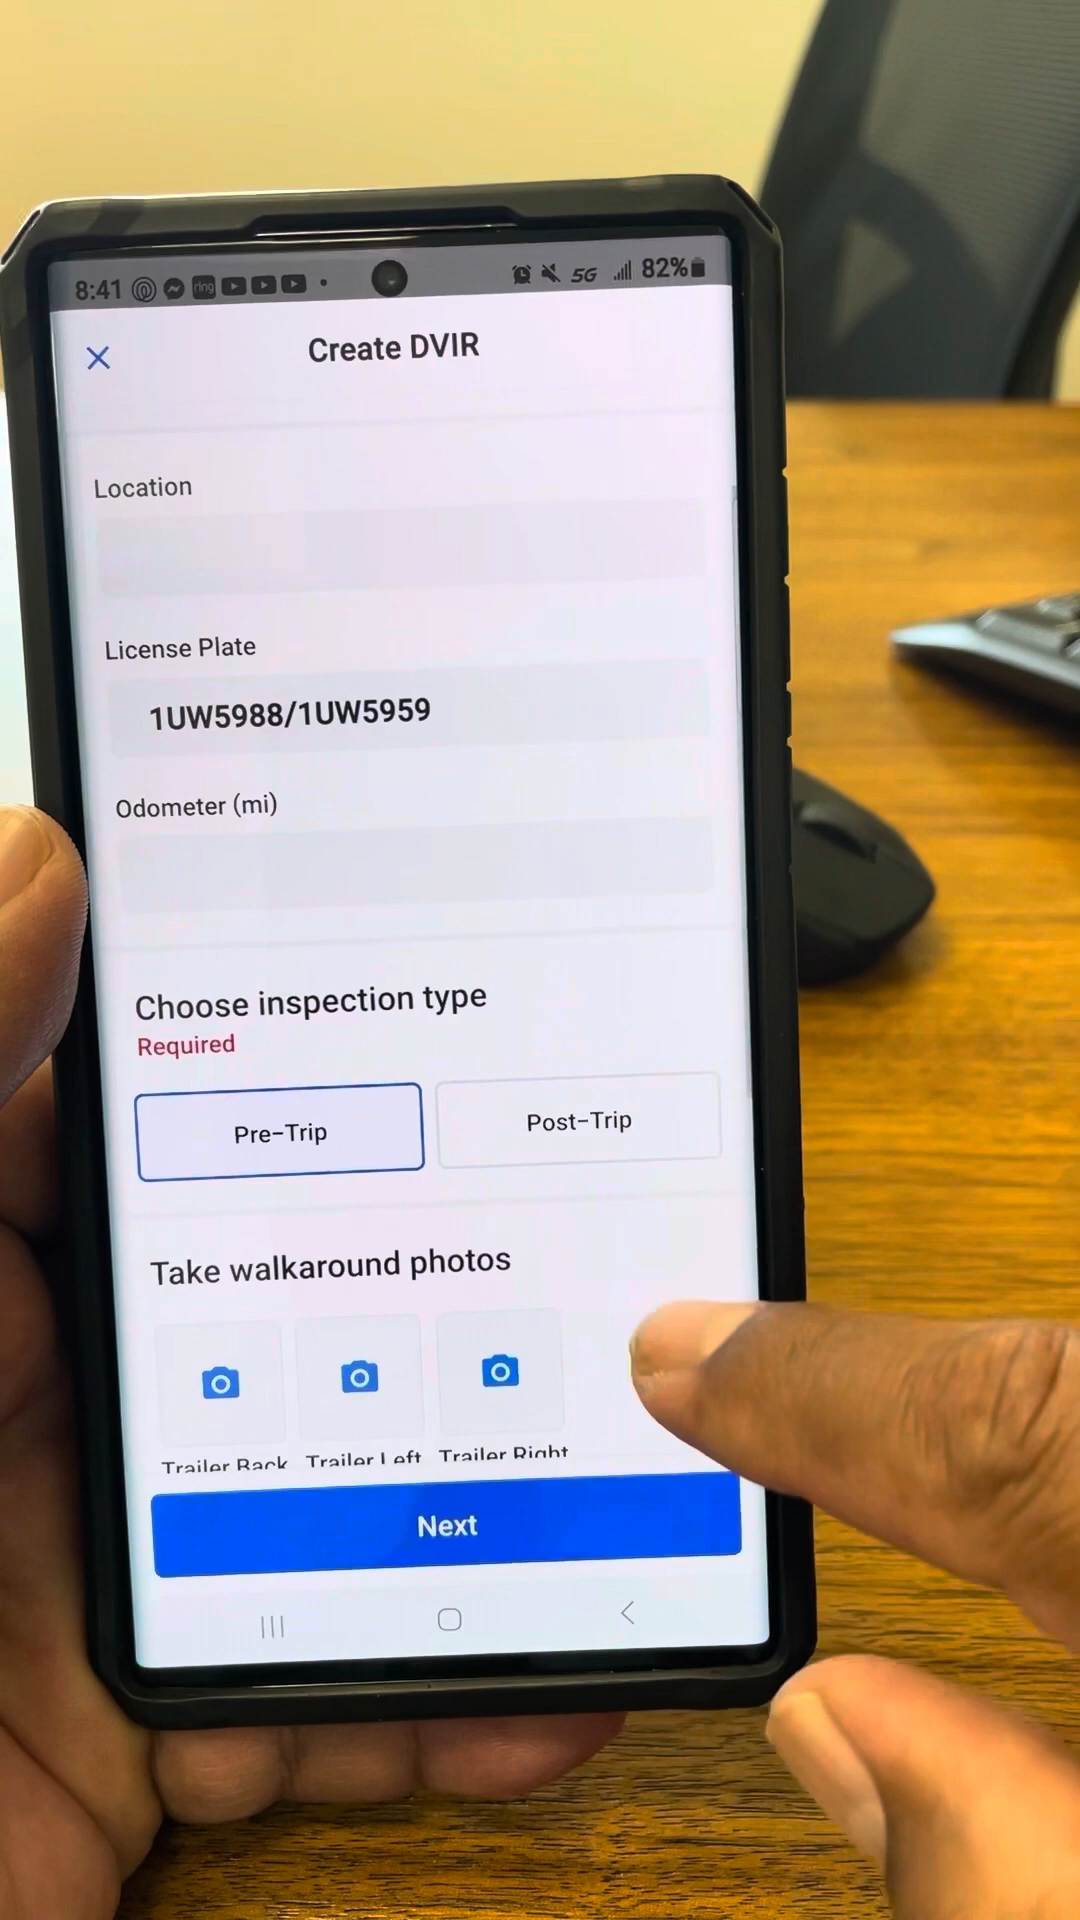 8:41 ring 5G 82%
Create DVIR
Location
License Plate
1UW5988/1UW5959
Odometer (mi)
Choose inspection type
Required
Pre-Trip Post-Trip
Take walkaround photos
Trailer Back Trailer Left Trailer Right
Next